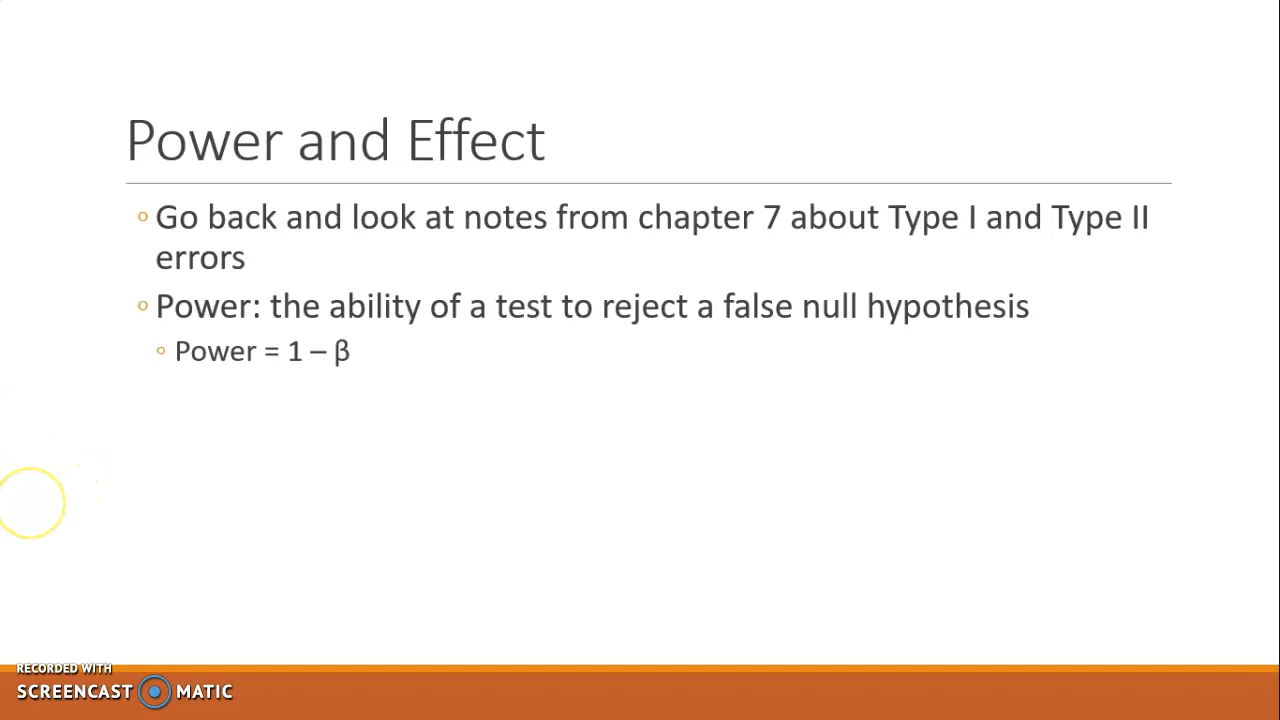 Power and Effect
Go back and look at notes from chapter 7 about Type I and Type II
errors
Power: the ability of a test to reject a false null hypothesis
Power = 1 – β
RECORDED WITH
SCREENCAST MATIC